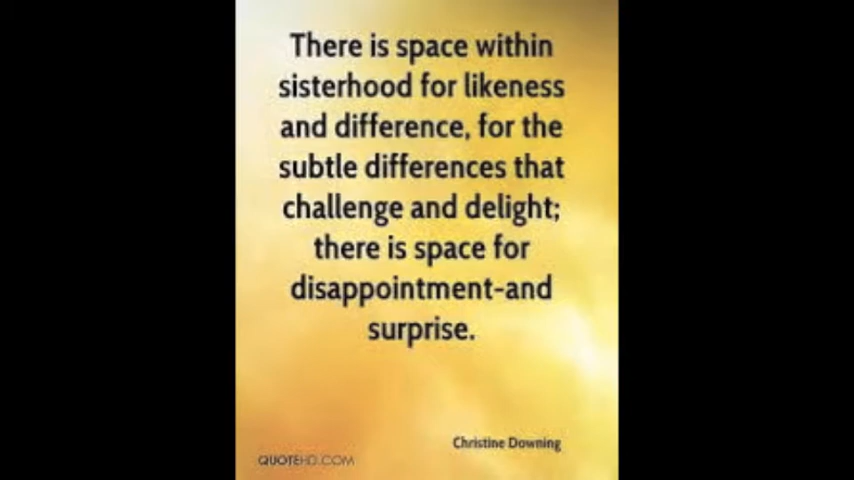 There is space within
sisterhood for likeness
and difference, for the
subtle differences that
challenge and delight;
there is space for
disappointment-and
surprise.
Christine Downing
QUOTEHD.COM